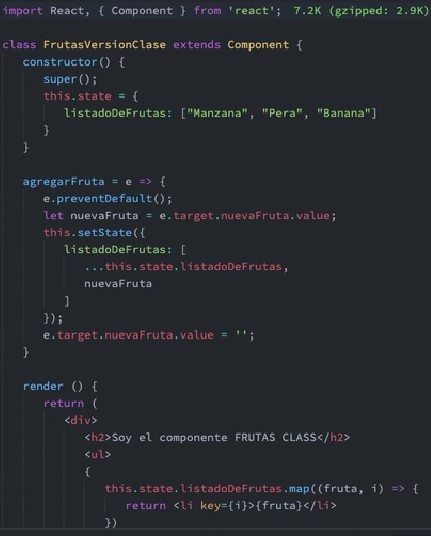 import React, { Component } from 'react'; 7.2K (gzipped: 2.9K)
class FrutasVersionClase extends Component {
constructor() {
super();
this.state = {
listadoDeFrutas: ["Manzana", "Pera", "Banana"]
}
}
agregarFruta = e => {
e.preventDefault();
let nuevaFruta = e.target.nuevaFruta.value;
this.setState({
listadoDeFrutas: [
...this.state.listadoDeFrutas,
nuevaFruta
]
});
e.target.nuevaFruta.value = '';
}
render () {
return (
<div>
<h2>Soy el componente FRUTAS CLASS</h2>
<ul>
{
this.state.listadoDeFrutas.map((fruta, i) => {
return <li key={i}>{fruta}</li>
})